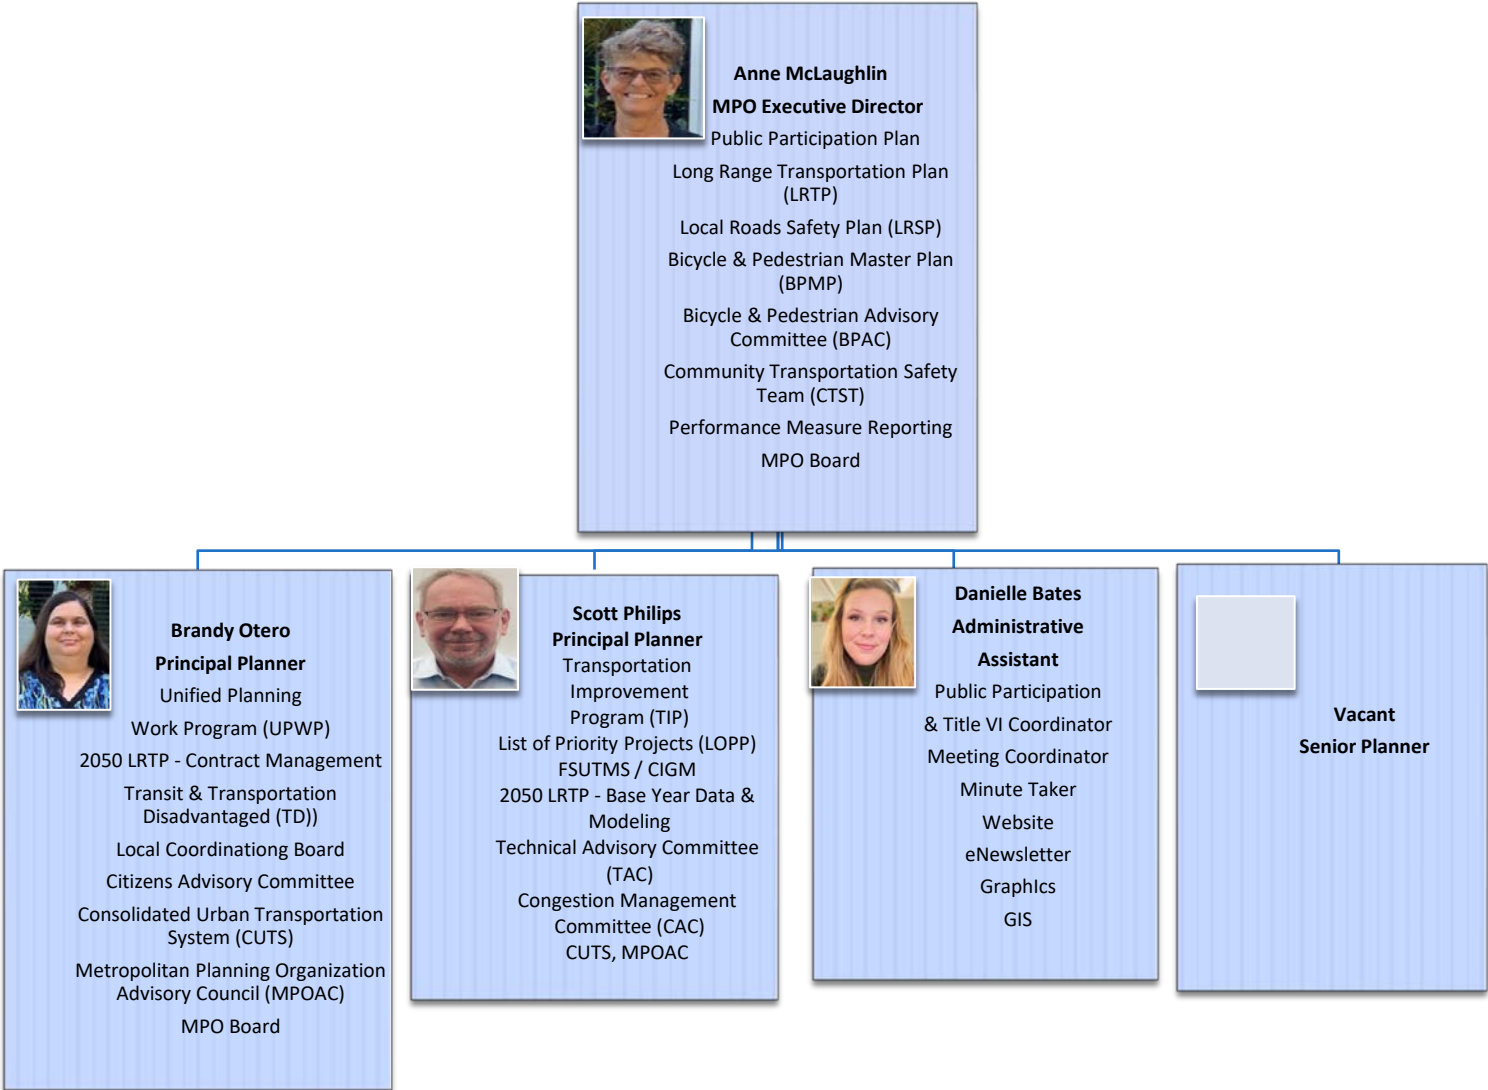 Anne McLaughlin
MPO Executive Director
Public Participation Plan
Long Range Transportation Plan
(LRTP)
Local Roads Safety Plan (LRSP)
Bicycle & Pedestrian Master Plan
(BPMP)
Bicycle & Pedestrian Advisory
Committee (BPAC)
Community Transportation Safety
Team (CTST)
Performance Measure Reporting
MPO Board
Brandy Otero
Principal Planner
Unified Planning
Work Program (UPWP)
2050 LRTP - Contract Management
Transit & Transportation
Disadvantaged (TD))
Local Coordinationg Board
Citizens Advisory Committee
Consolidated Urban Transportation
System (CUTS)
Metropolitan Planning Organization
Advisory Council (MPOAC)
MPO Board
Scott Philips
Principal Planner
Transportation
Improvement
Program (TIP)
List of Priority Projects (LOPP)
FSUTMS / CIGM
2050 LRTP - Base Year Data &
Modeling
Technical Advisory Committee
(TAC)
Congestion Management
Committee (CAC)
CUTS, MPOAC
Danielle Bates
Administrative
Assistant
Public Participation
& Title VI Coordinator
Meeting Coordinator
Minute Taker
Website
eNewsletter
GraphIcs
GIS
Vacant
Senior Planner